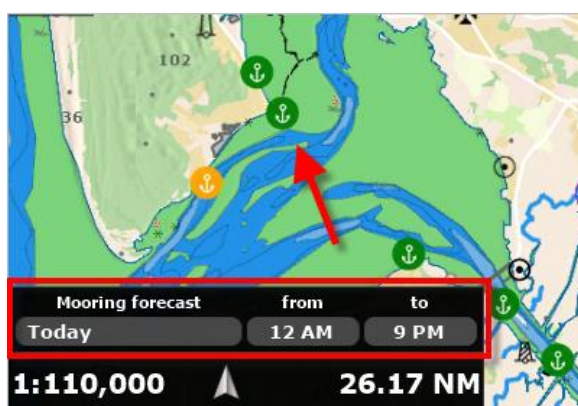 102
36
Mooring forecast from to
Today 12 AM 9 PM
1:110,000 26.17 NM